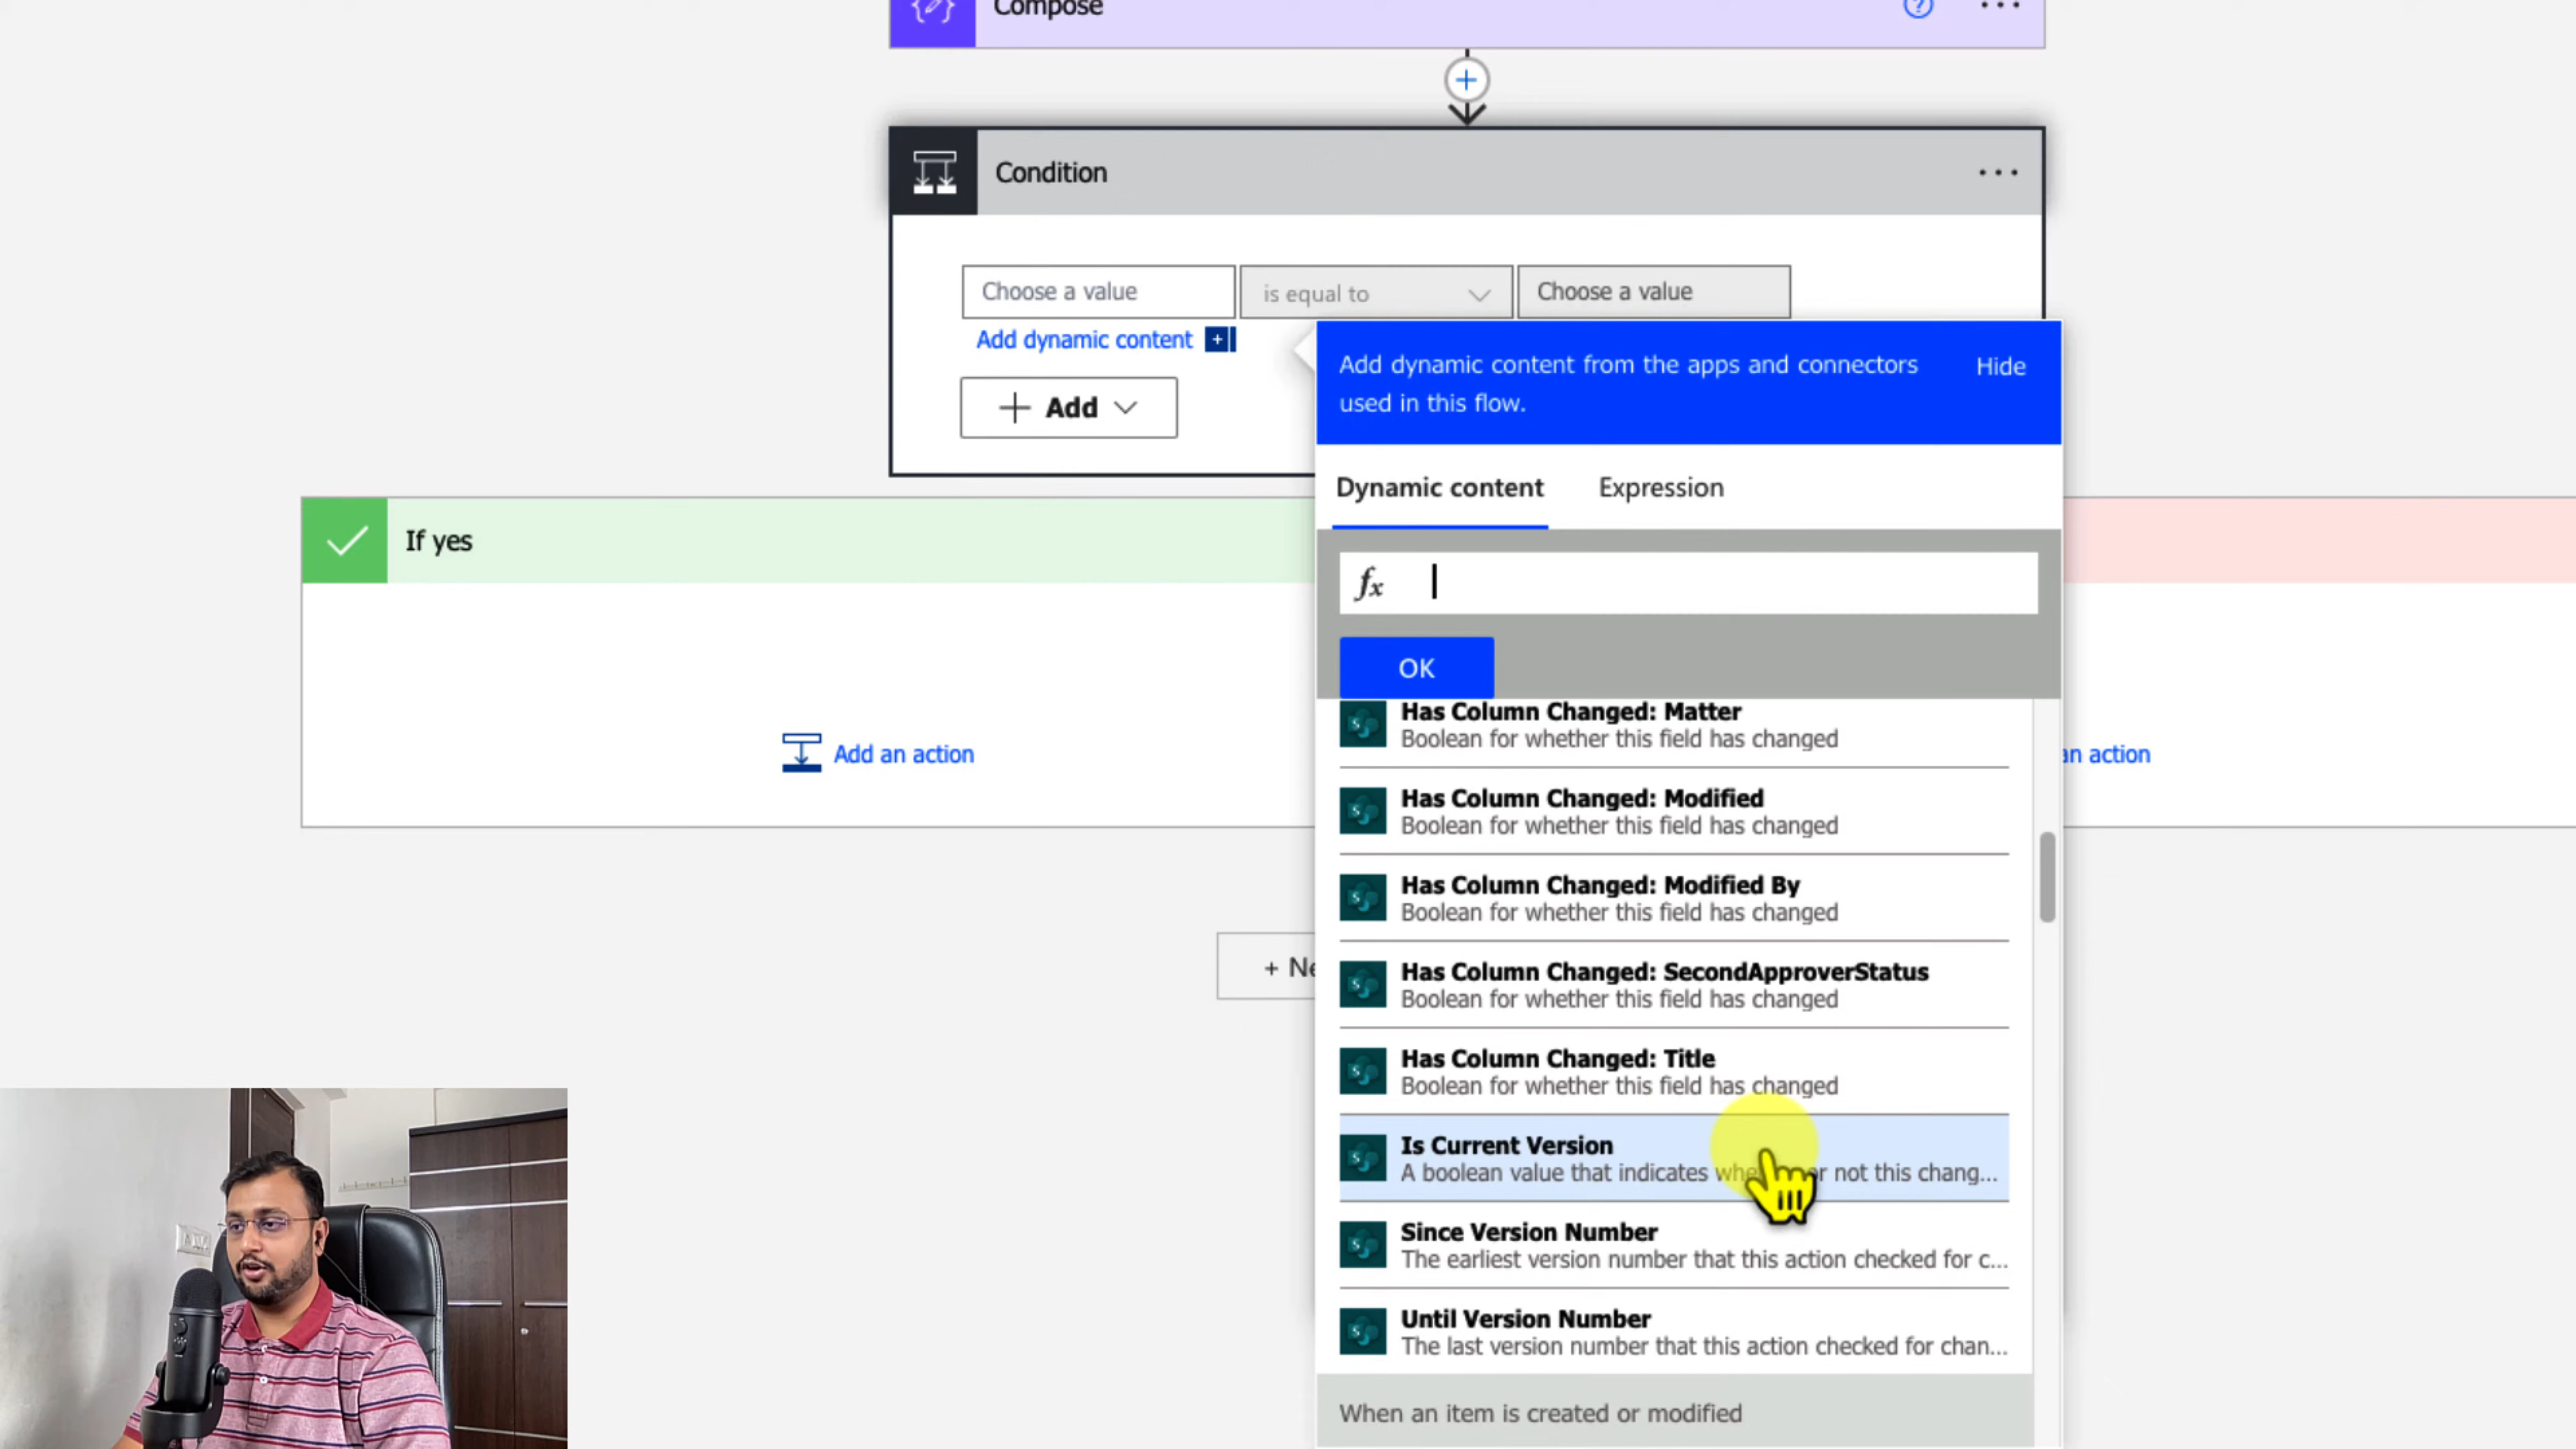 Compose
Condition
Choose a value
is equal to
Choose a value
Add dynamic content
Add
Add dynamic content from the apps and connectors
used in this flow.
Hide
Dynamic content
Expression
fx
OK
If yes
Add an action
an action
+ Ne
Has Column Changed: Matter
Boolean for whether this field has changed
Has Column Changed: Modified
Boolean for whether this field has changed
Has Column Changed: Modified By
Boolean for whether this field has changed
Has Column Changed: SecondApproverStatus
Boolean for whether this field has changed
Has Column Changed: Title
Boolean for whether this field has changed
Is Current Version
A boolean value that indicates or not this chang...
Since Version Number
The earliest version number that this action checked for c...
Until Version Number
The last version number that this action checked for chan...
When an item is created or modified